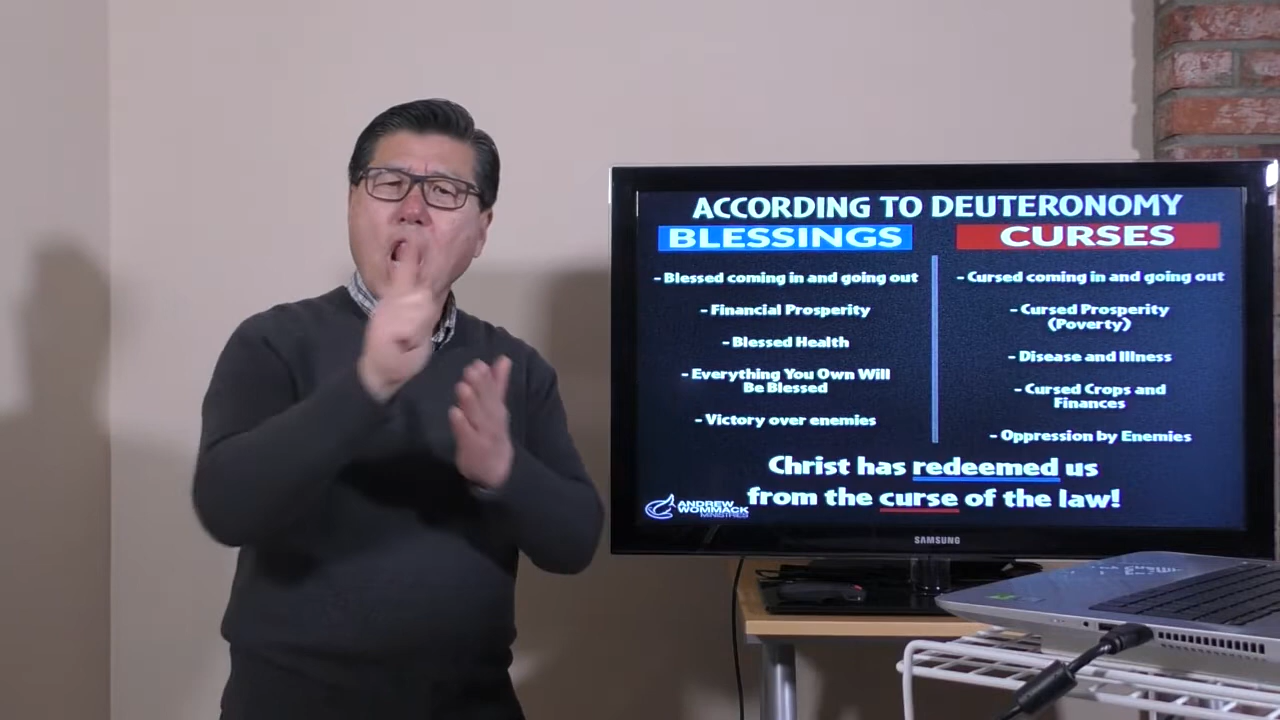 ACCORDING TO DEUTERONOMY
BLESSINGS
- Blessed coming in and going out
- Financial Prosperity
- Blessed Health
- Everything You Own Will
Be Blessed
- Victory over enemies
CURSES
- Cursed coming in and going out
- Cursed Prosperity
(Poverty)
- Disease and Illness
- Cursed Crops and
Finances
- Oppression by Enemies
Christ has redeemed us
from the curse of the law!
ANDREW
WOMMACK
MINISTRIES
SAMSUNG